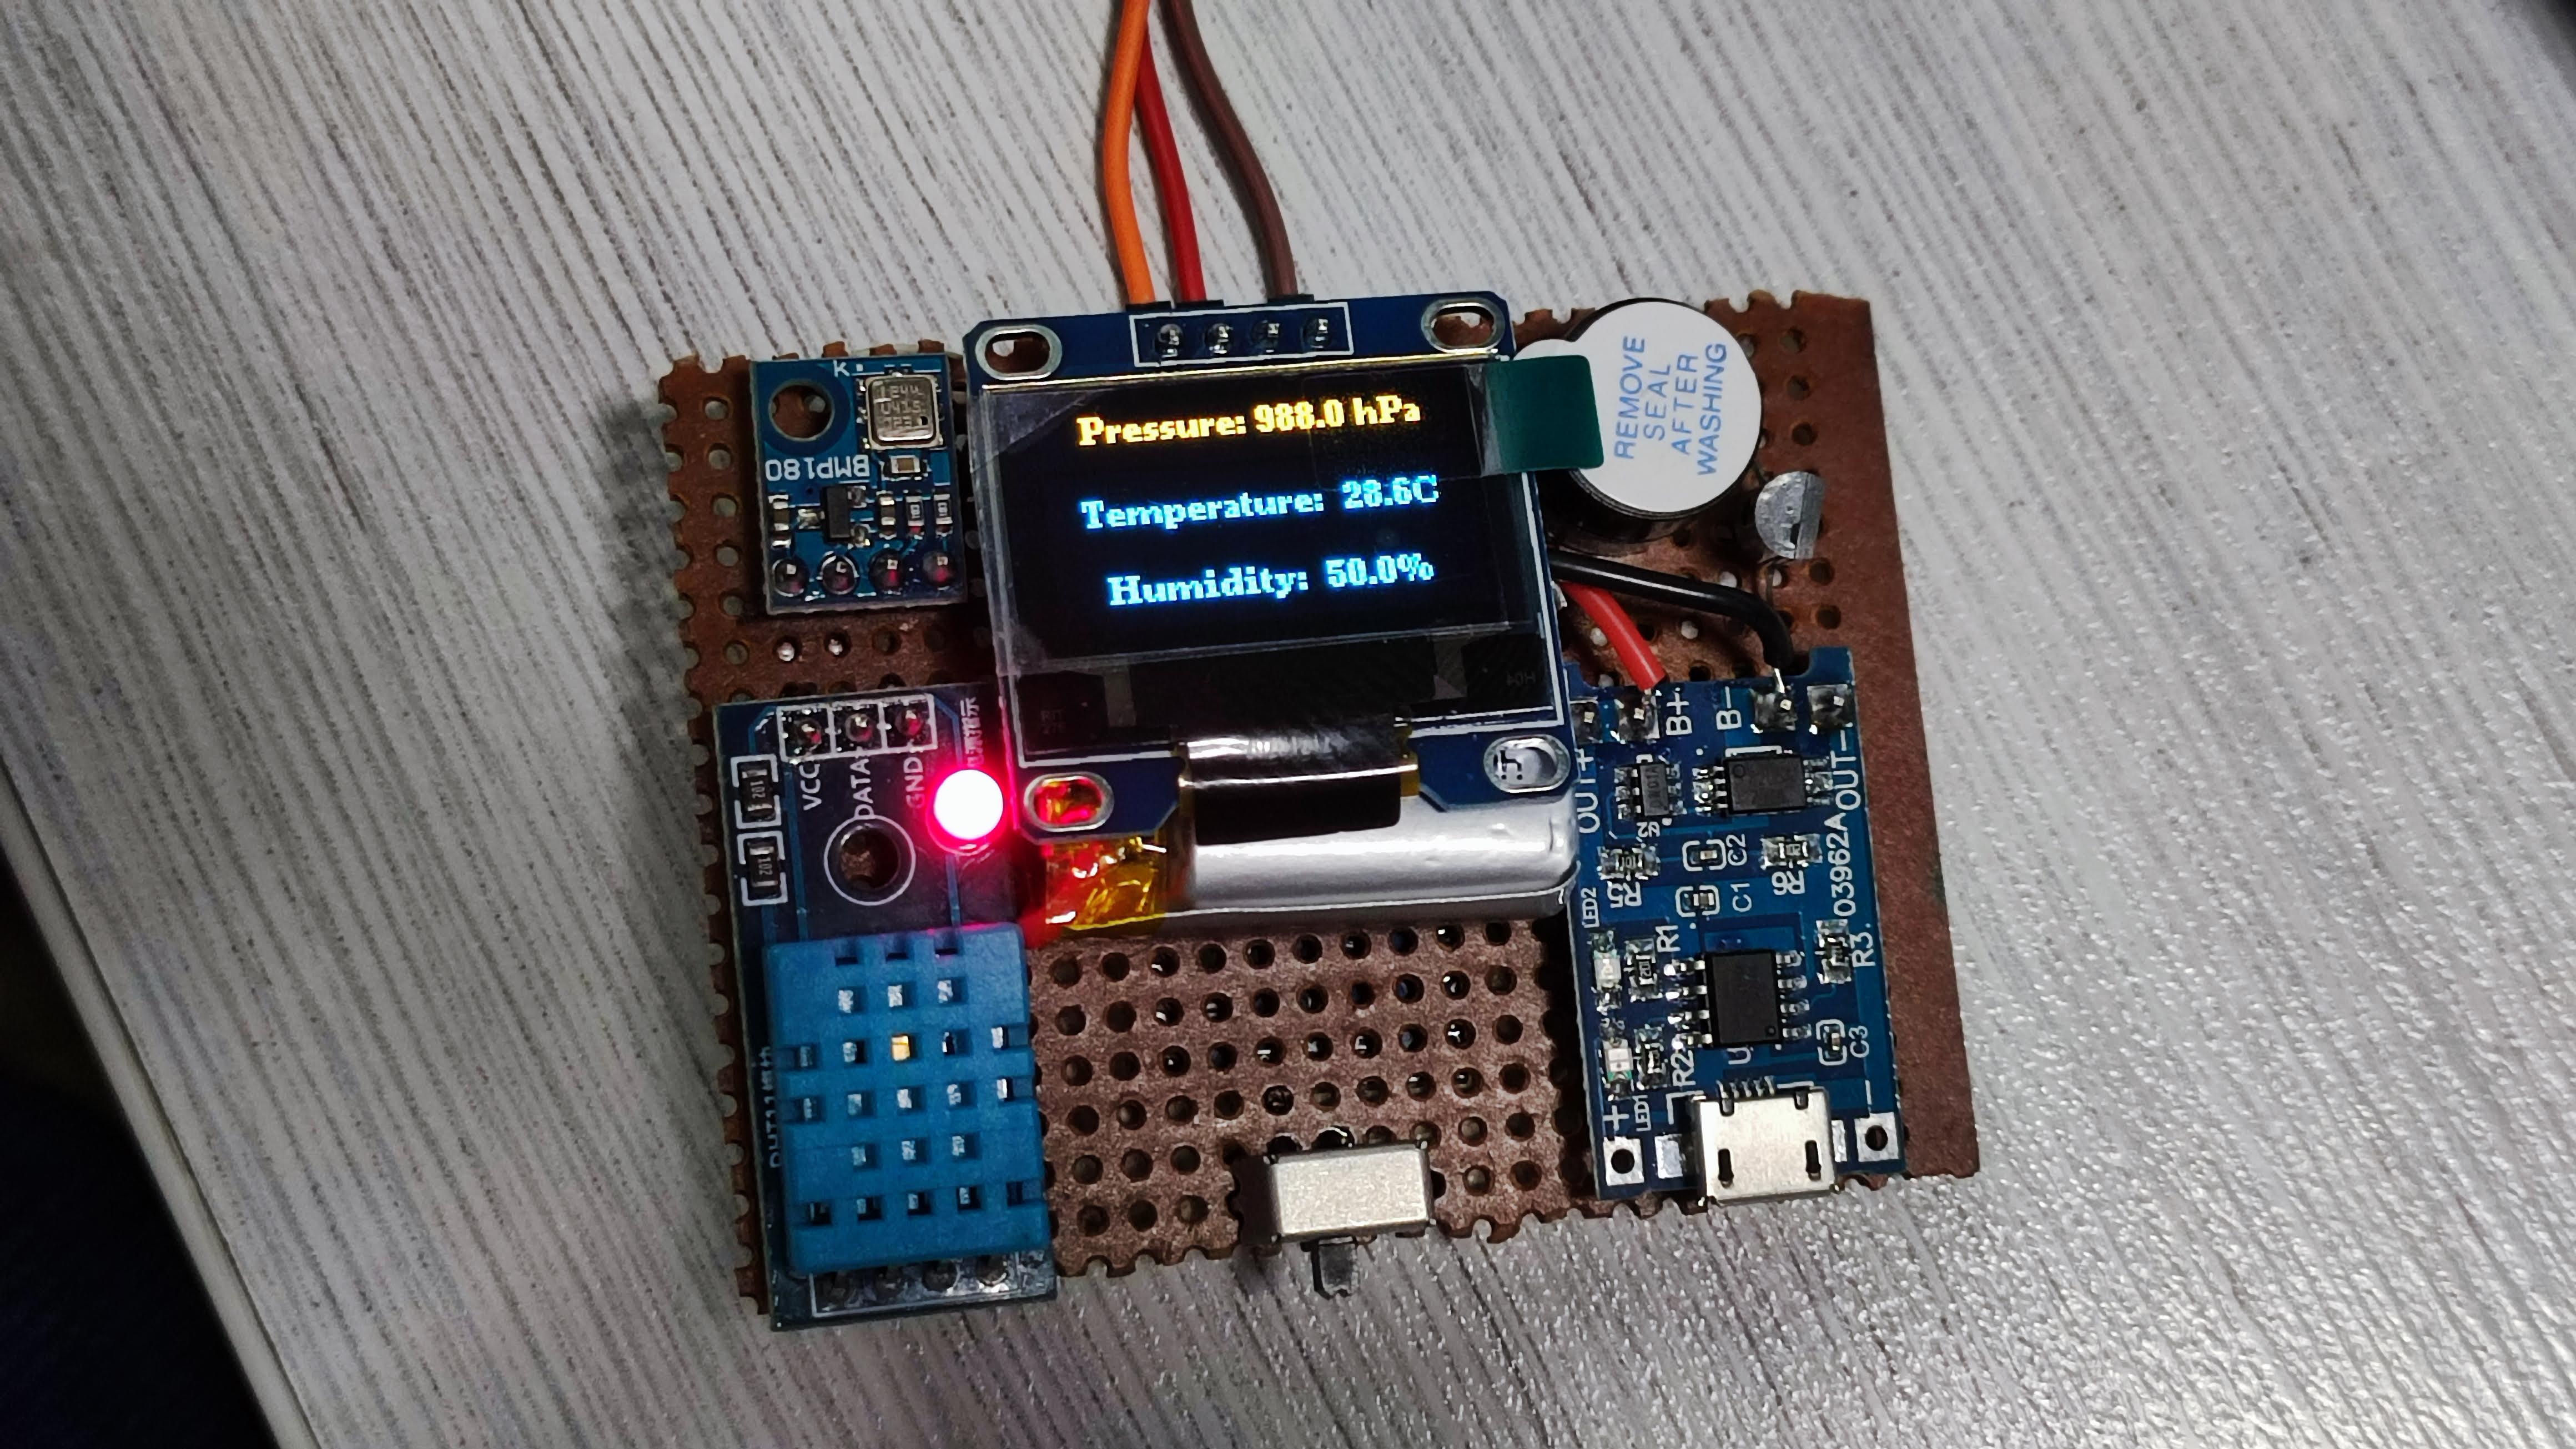 Pressure: 988.0 hPa
Temperature: 28.6C
Humidity: 50.0%
REMOVE
SEAL
AFTER
WASHING
BMP180
VCC
DATA
GND
B+
B-
OUT+
OUT-
03962A
C2
C1
R5
LED2
R1
R3
R2
C3
LED1
+
-